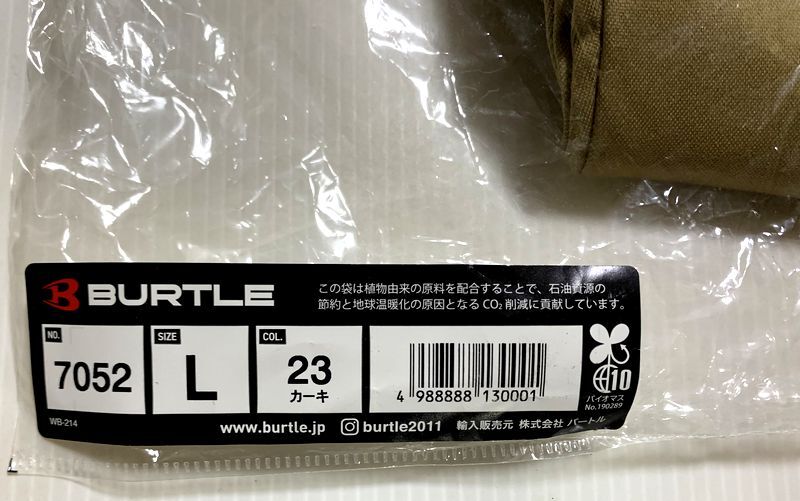 BURTLE
この袋は植物由来の原料を配合することで、石油資源の
節約と地球温暖化の原因となる CO₂ 削減に貢献しています。
NO.
7052
SIZE
L
COL.
23
カーキ
4 988888 130001
10
バイオマス
No.190289
WB-214
www.burtle.jp burtle2011 輸入販売元 株式会社 バートル